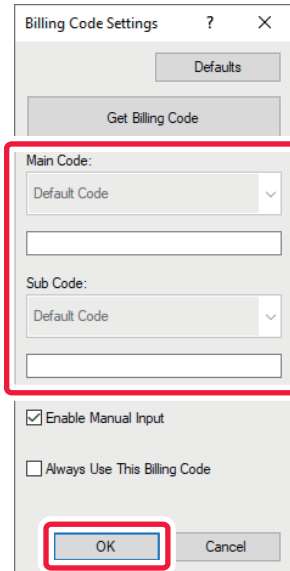 Billing Code Settings ? ×
Defaults
Get Billing Code
Main Code:
Default Code
Sub Code:
Default Code
Enable Manual Input
Always Use This Billing Code
OK Cancel